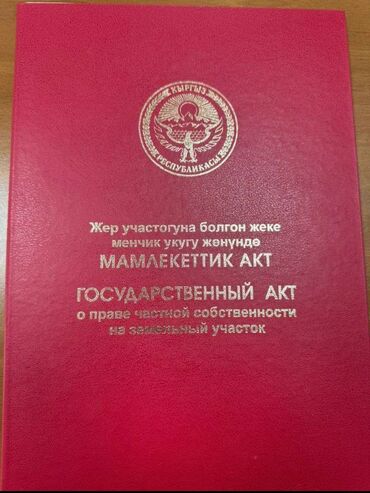 КЫРГЫЗ
РЕСПУБЛИКАСЫ
Жер участогуна болгон жеке
менчик укугу жөнүндө
МАМЛЕКЕТТИК АКТ
ГОСУДАРСТВЕННЫЙ АКТ
о праве частной собственности
на земельный участок